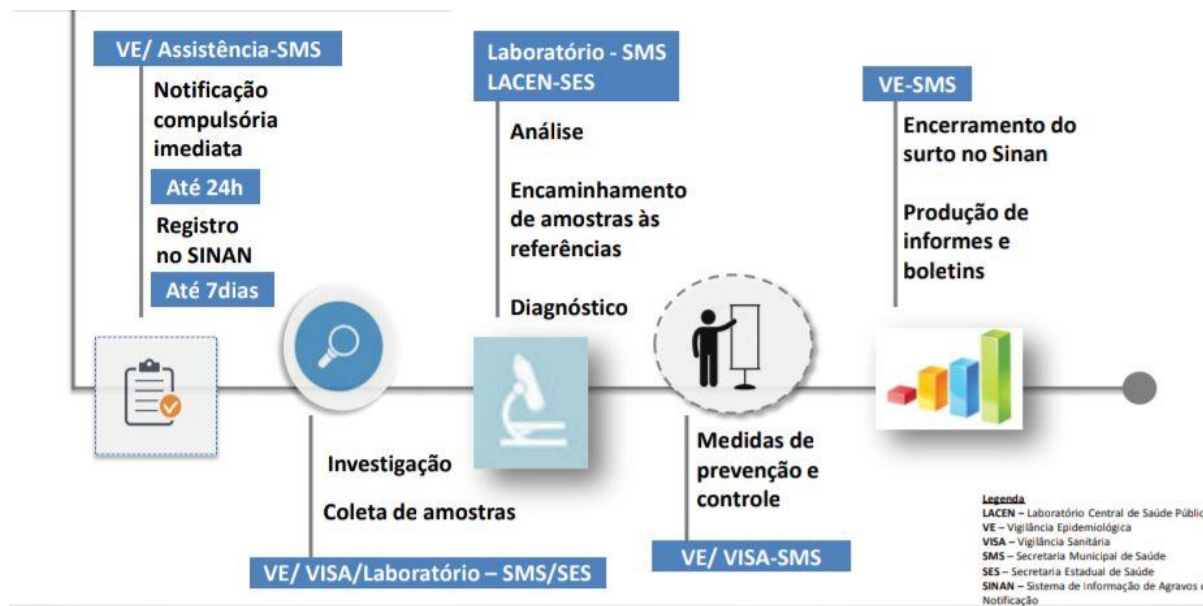 VE/ Assistência-SMS
Notificação
compulsória
imediata
Até 24h
Registro
no SINAN
Até 7dias
Investigação
Coleta de amostras
VE/ VISA/Laboratório – SMS/SES
Laboratório - SMS
LACEN-SES
Análise
Encaminhamento
de amostras às
referências
Diagnóstico
Medidas de
prevenção e
controle
VE/ VISA-SMS
VE-SMS
Encerramento do
surto no Sinan
Produção de
informes e
boletins
Legenda
LACEN – Laboratório Central de Saúde Públic
VE – Vigilância Epidemiológica
VISA – Vigilância Sanitária
SMS – Secretaria Municipal de Saúde
SES – Secretaria Estadual de Saúde
SINAN – Sistema de Informação de Agravos
Notificação